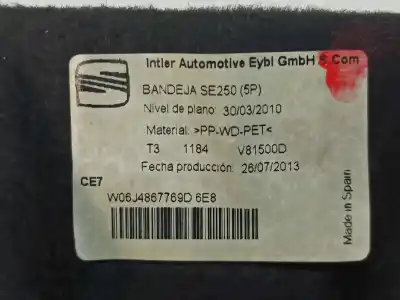 Intier Automotive Eybl GmbH & Com
BANDEJA SE250 (5P)
Nivel de plano: 30/03/2010
Material: >PP-WD-PET<
T3 1184 V81500D
Fecha producción: 26/07/2013
CE7
W06J4867769D 6E8
Made in Spain